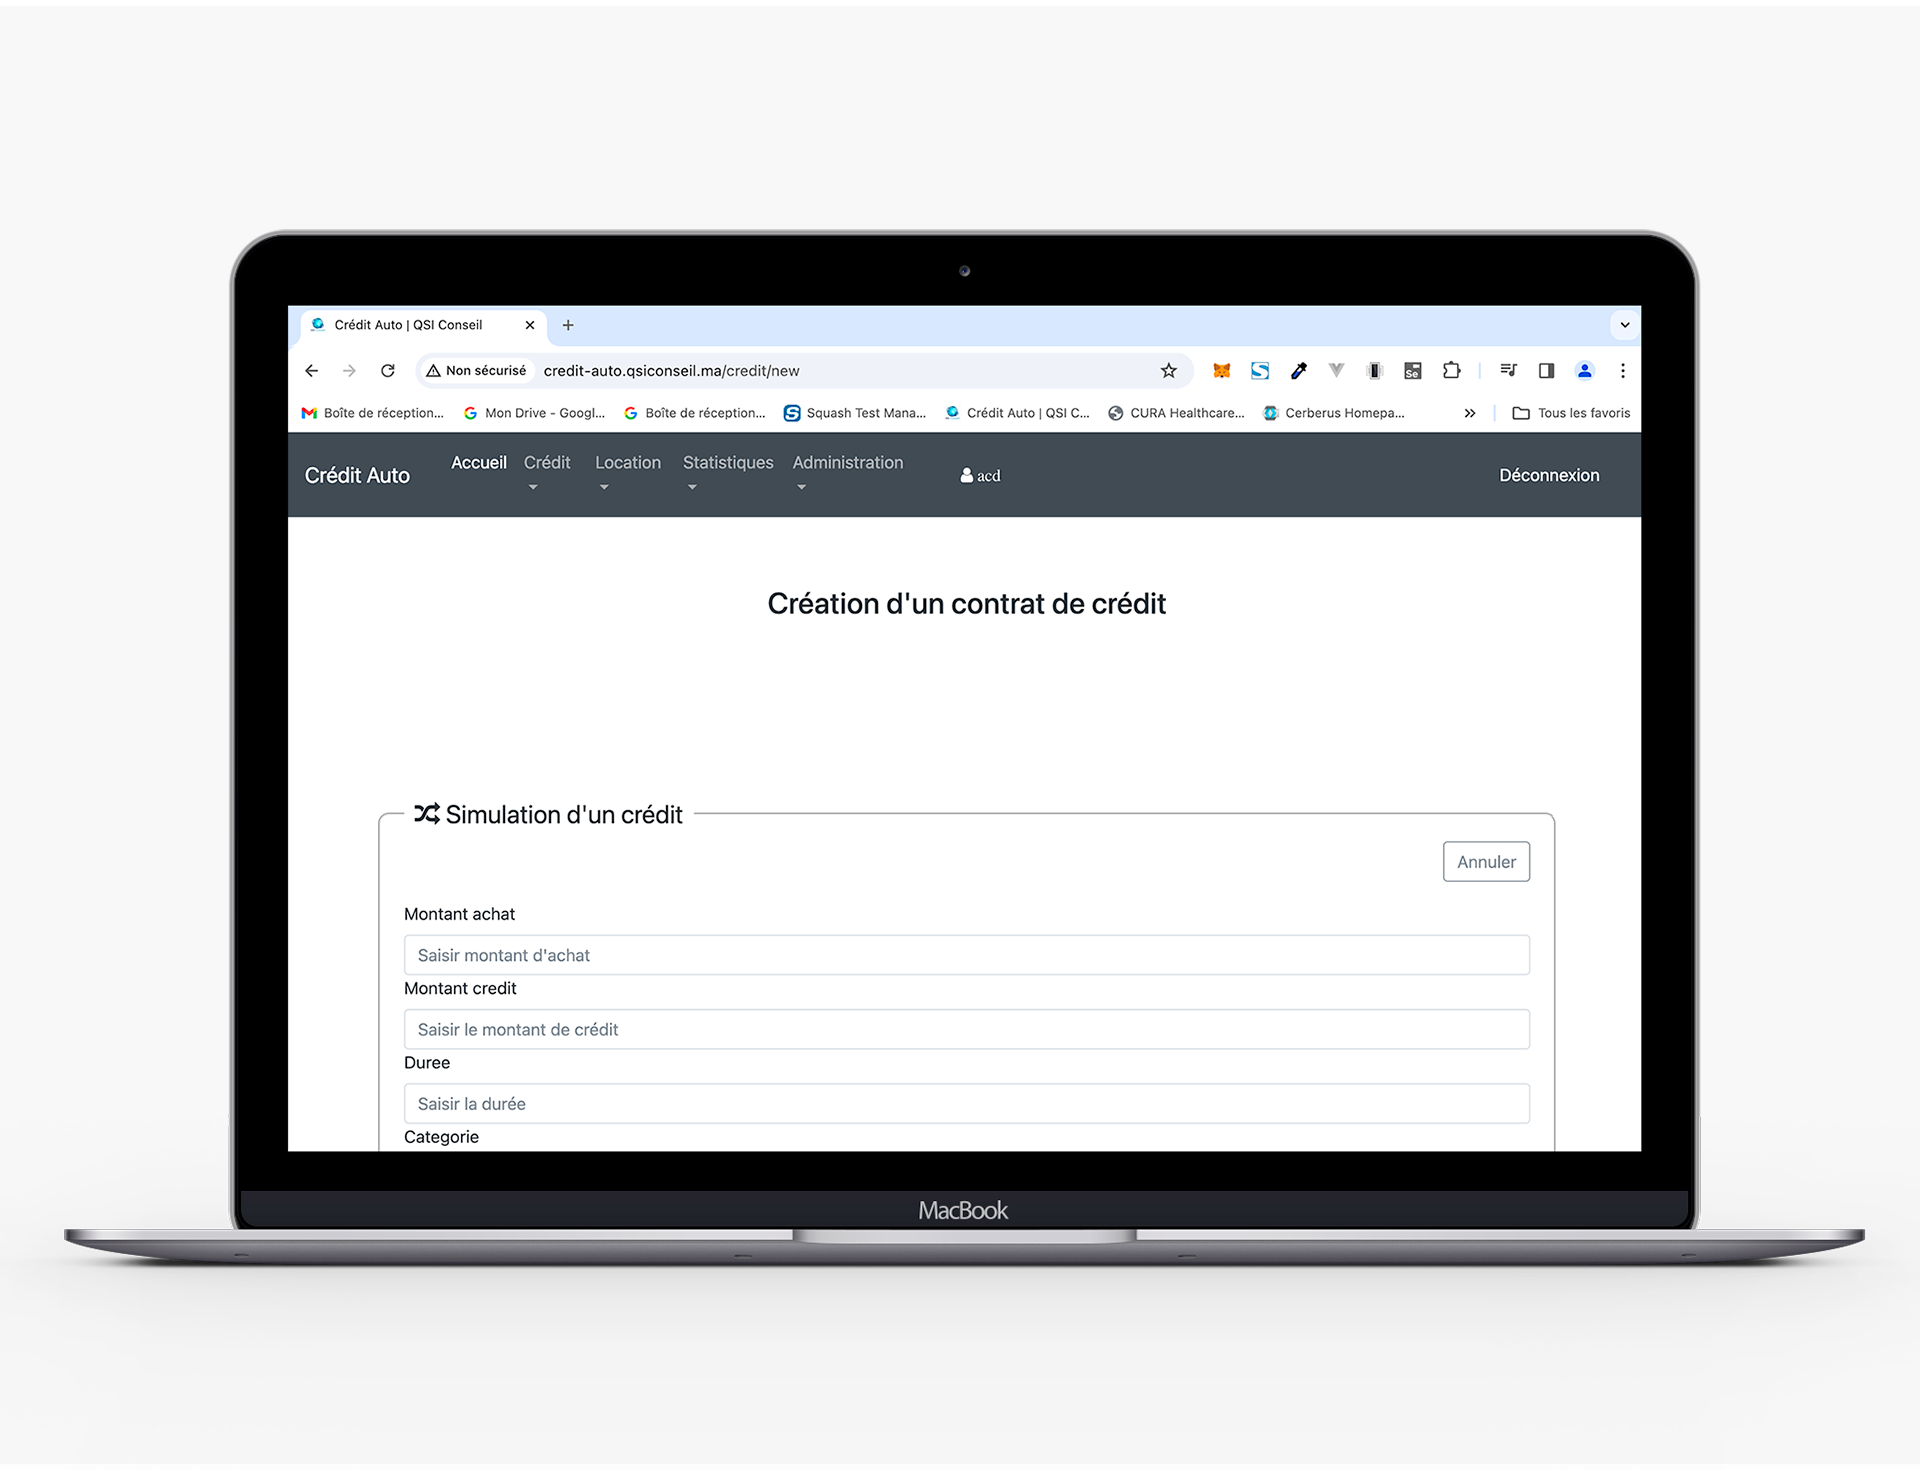 Crédit Auto | QSI Conseil
Non sécurisé credit-auto.qsiconseil.ma/credit/new
Se
Boîte de réception... Mon Drive - Googl... Boîte de réception... Squash Test Mana... Crédit Auto | QSI C... CURA Healthcare... Cerberus Homepa... » Tous les favoris
Crédit Auto Accueil Crédit Location Statistiques Administration acd Déconnexion
Création d'un contrat de crédit
Simulation d'un crédit
Annuler
Montant achat
Saisir montant d'achat
Montant credit
Saisir le montant de crédit
Duree
Saisir la durée
Categorie
MacBook